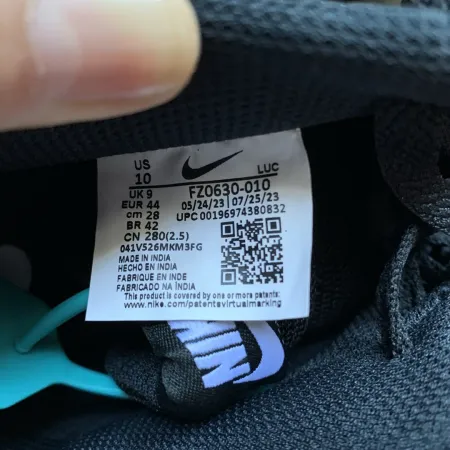 US LUC
10
UK 9 FZ0630-010
EUR 44 05/24/23 07/25/23
cm 28 UPC 00196974380832
BR 42
CN 280(2.5)
041V526MKM3FG
MADE IN INDIA
HECHO EN INDIA
FABRIQUE EN INDE
FABRICADO NA ÍNDIA
This product is covered by one or more patents:
www.nike.com/patentsvirtualmarking